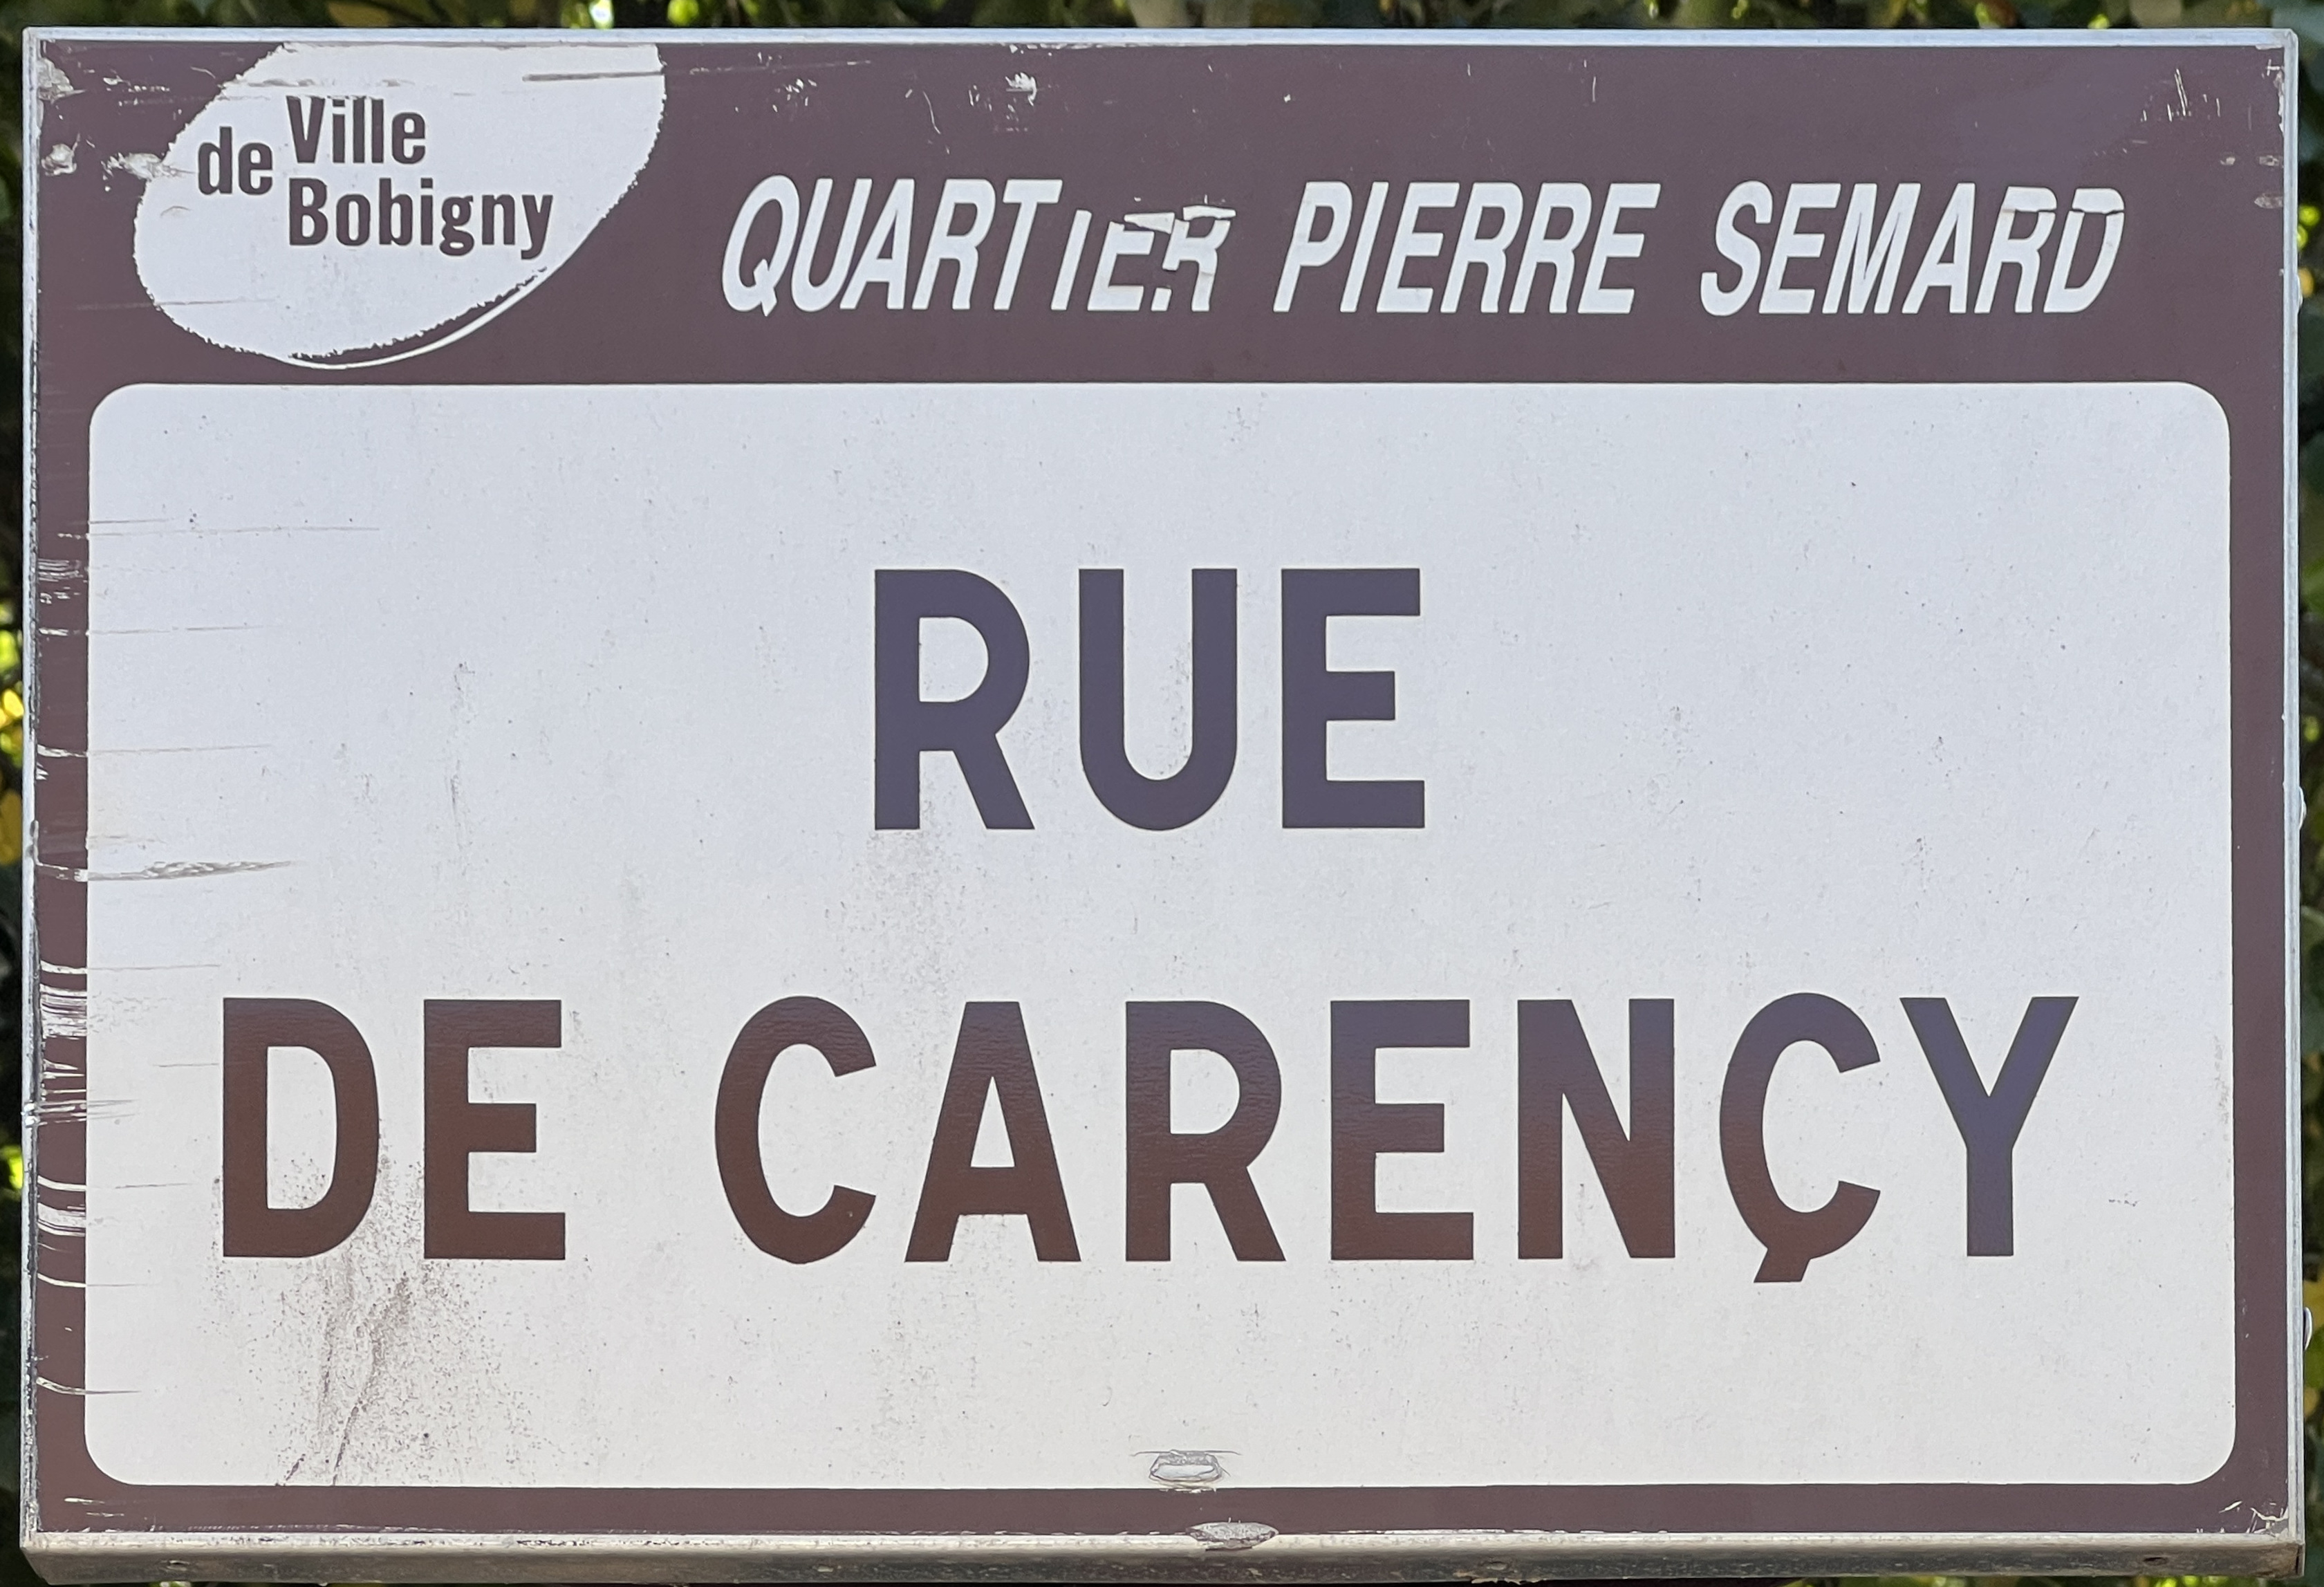 Ville
de
Bobigny
QUARTIER PIERRE SEMARD
RUE
DE CARENÇY